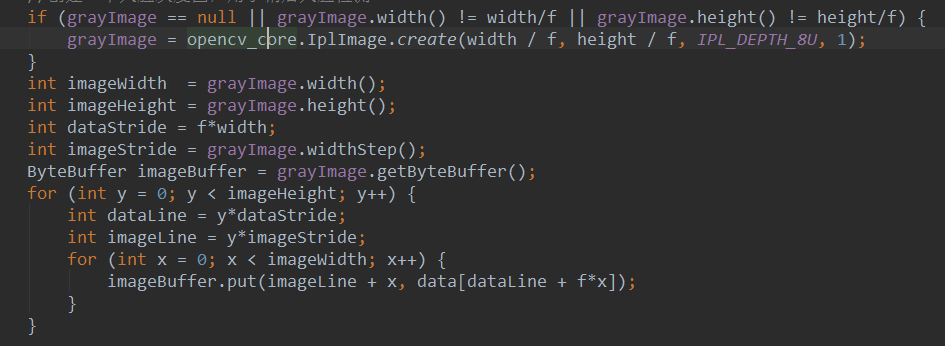 if (grayImage == null || grayImage.width() != width/f || grayImage.height() != height/f) {
grayImage = opencv_core.IplImage.create(width / f, height / f, IPL_DEPTH_8U, 1);
}
int imageWidth  = grayImage.width();
int imageHeight = grayImage.height();
int dataStride = f*width;
int imageStride = grayImage.widthStep();
ByteBuffer imageBuffer = grayImage.getByteBuffer();
for (int y = 0; y < imageHeight; y++) {
int dataLine = y*dataStride;
int imageLine = y*imageStride;
for (int x = 0; x < imageWidth; x++) {
imageBuffer.put(imageLine + x, data[dataLine + f*x]);
}
}